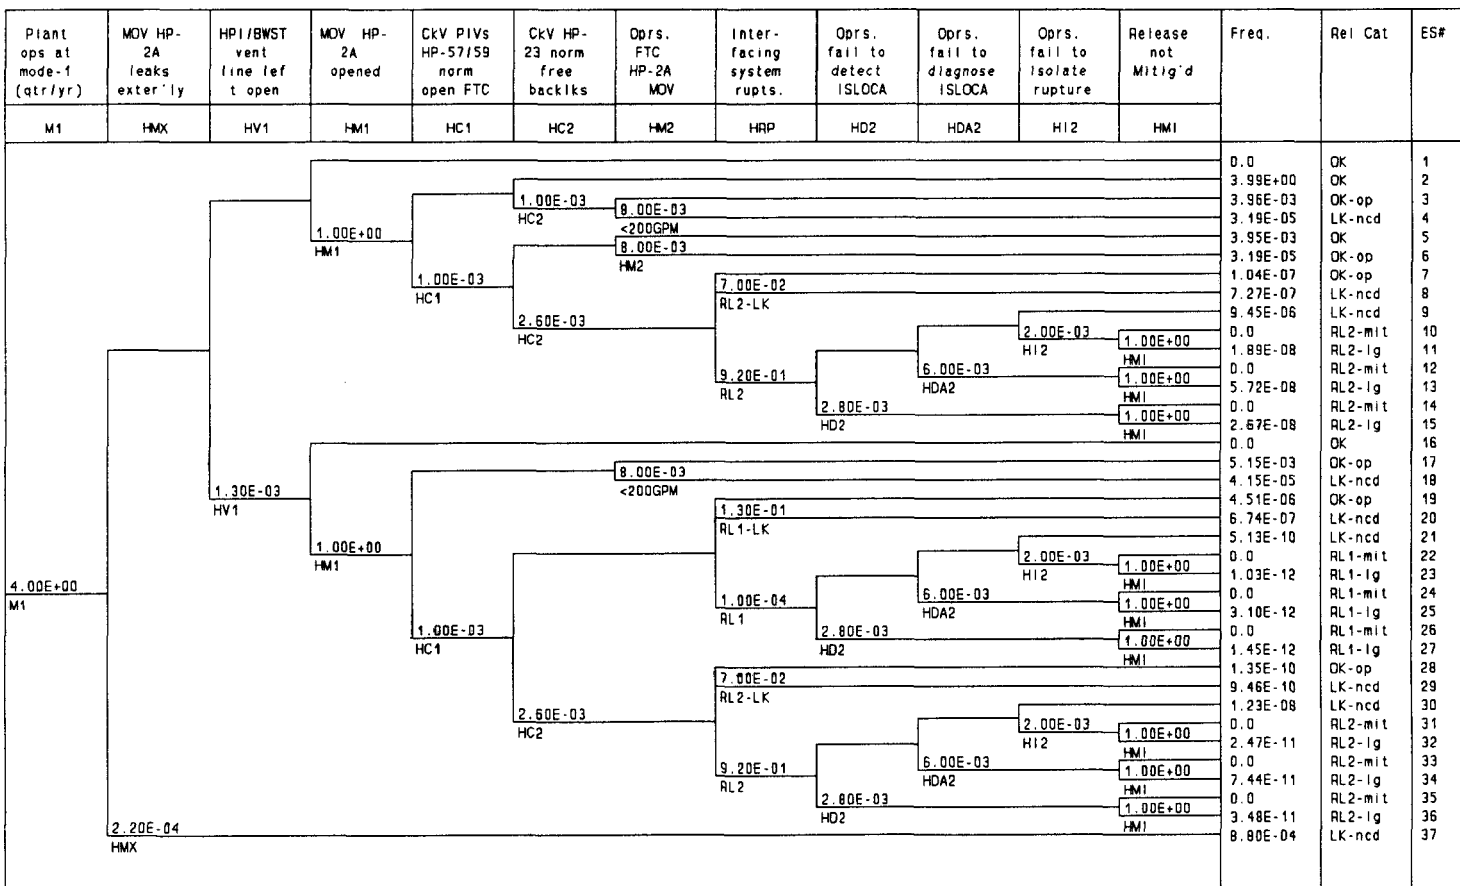 Plant ops at mode-1 (qtr/yr)
MOV HP-2A leaks exter'ly
HPI/BWST vent line lef t open
MOV HP-2A opened
CkV PIVs HP-57/59 norm open FTC
CkV HP-23 norm free backlks
Oprs. FTC HP-2A MOV
Inter-facing system rupts.
Oprs. fail to detect ISLOCA
Oprs. fail to diagnose ISLOCA
Oprs. fail to isolate rupture
Release not Mitig'd
Freq.
Rel Cat
ES#
M1 HMX HV1 HM1 HC1 HC2 HM2 HRP HD2 HDA2 HI2 HMI
0.0 OK 1
3.99E+00 OK 2
1.00E-03 HC2
8.00E-03 <200GPM
3.96E-03 OK-op 3
3.19E-05 LK-ncd 4
1.00E+00 HM1
8.00E-03 HM2
3.95E-03 OK 5
3.19E-05 OK-op 6
1.00E-03 HC1
7.00E-02 RL2-LK
1.04E-07 OK-op 7
7.27E-07 LK-ncd 8
2.60E-03 HC2
9.45E-06 LK-ncd 9
2.00E-03 HI2
1.00E+00 HMI
0.0 RL2-mit 10
1.89E-08 RL2-lg 11
9.20E-01 RL2
6.00E-03 HDA2
1.00E+00 HMI
0.0 RL2-mit 12
5.72E-08 RL2-lg 13
2.80E-03 HD2
1.00E+00 HMI
0.0 RL2-mit 14
2.67E-08 RL2-lg 15
0.0 OK 16
1.30E-03 HV1
8.00E-03 <200GPM
5.15E-03 OK-op 17
4.15E-05 LK-ncd 18
1.30E-01 RL1-LK
4.51E-06 OK-op 19
6.74E-07 LK-ncd 20
1.00E+00 HM1
5.13E-10 LK-ncd 21
2.00E-03 HI2
1.00E+00 HMI
0.0 RL1-mit 22
1.03E-12 RL1-lg 23
4.00E+00 M1
1.00E-04 RL1
6.00E-03 HDA2
1.00E+00 HMI
0.0 RL1-mit 24
3.10E-12 RL1-lg 25
1.00E-03 HC1
2.80E-03 HD2
1.00E+00 HMI
0.0 RL1-mit 26
1.45E-12 RL1-lg 27
7.00E-02 RL2-LK
1.35E-10 OK-op 28
9.46E-10 LK-ncd 29
2.60E-03 HC2
1.23E-08 LK-ncd 30
2.00E-03 HI2
1.00E+00 HMI
0.0 RL2-mit 31
2.47E-11 RL2-lg 32
9.20E-01 RL2
6.00E-03 HDA2
1.00E+00 HMI
0.0 RL2-mit 33
7.44E-11 RL2-lg 34
2.80E-03 HD2
1.00E+00 HMI
0.0 RL2-mit 35
3.48E-11 RL2-lg 36
2.20E-04 HMX
8.80E-04 LK-ncd 37